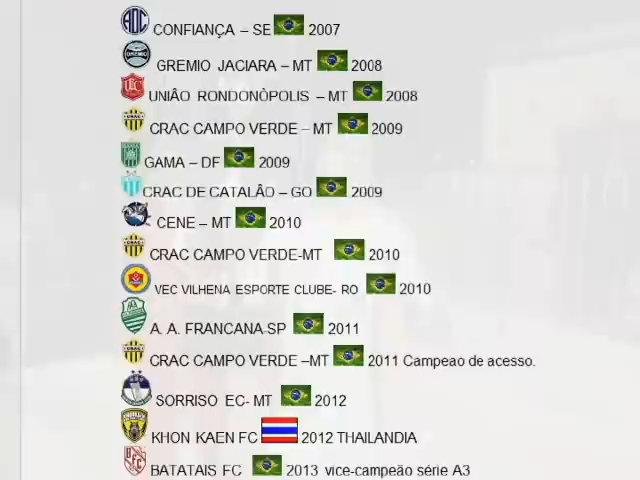 CONFIANÇA – SE 2007
GREMIO JACIARA – MT 2008
UNIÂO RONDONÒPOLIS – MT 2008
CRAC CAMPO VERDE – MT 2009
GAMA – DF 2009
CRAC DE CATALÂO – GO 2009
CENE – MT 2010
CRAC CAMPO VERDE-MT 2010
VEC VILHENA ESPORTE CLUBE- RO 2010
A. A. FRANCANA-SP 2011
CRAC CAMPO VERDE –MT 2011 Campeao de acesso.
SORRISO EC- MT 2012
KHON KAEN FC 2012 THAILANDIA
BATATAIS FC 2013 vice-campeão série A3